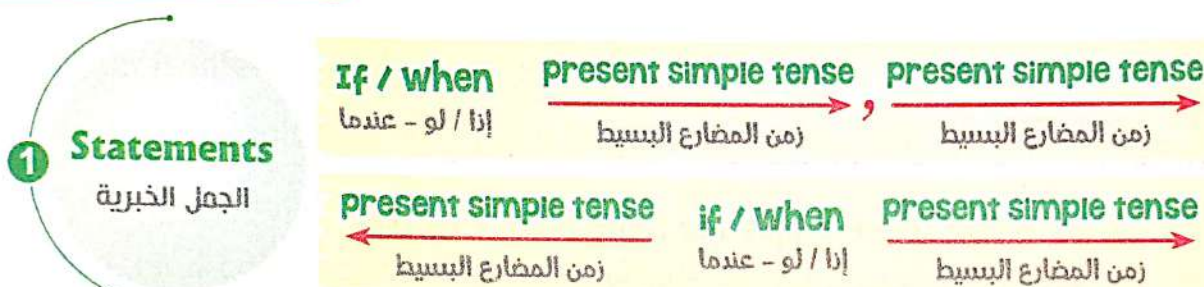 1 Statements
الجمل الخبرية
If / When present simple tense , present simple tense
إذا / لو - عندما زمن المضارع البسيط زمن المضارع البسيط
present simple tense if / when present simple tense
زمن المضارع البسيط إذا / لو - عندما زمن المضارع البسيط